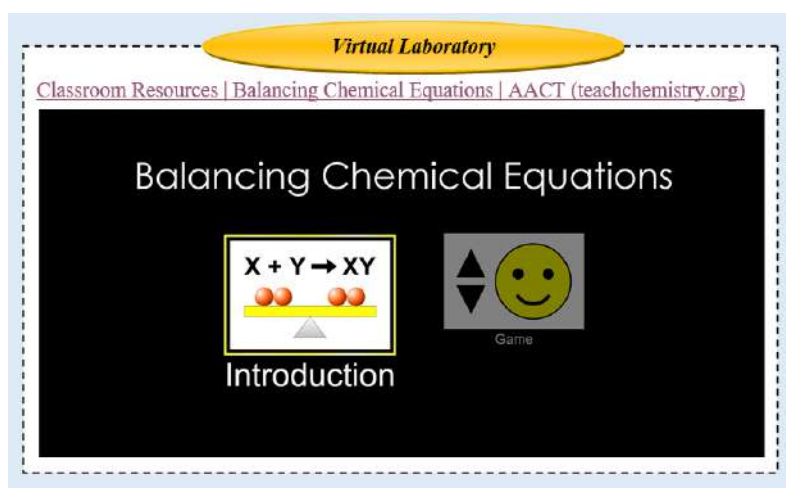 Virtual Laboratory
Classroom Resources | Balancing Chemical Equations | AACT (teachchemistry.org)
Balancing Chemical Equations
X + Y → XY
Introduction
Game